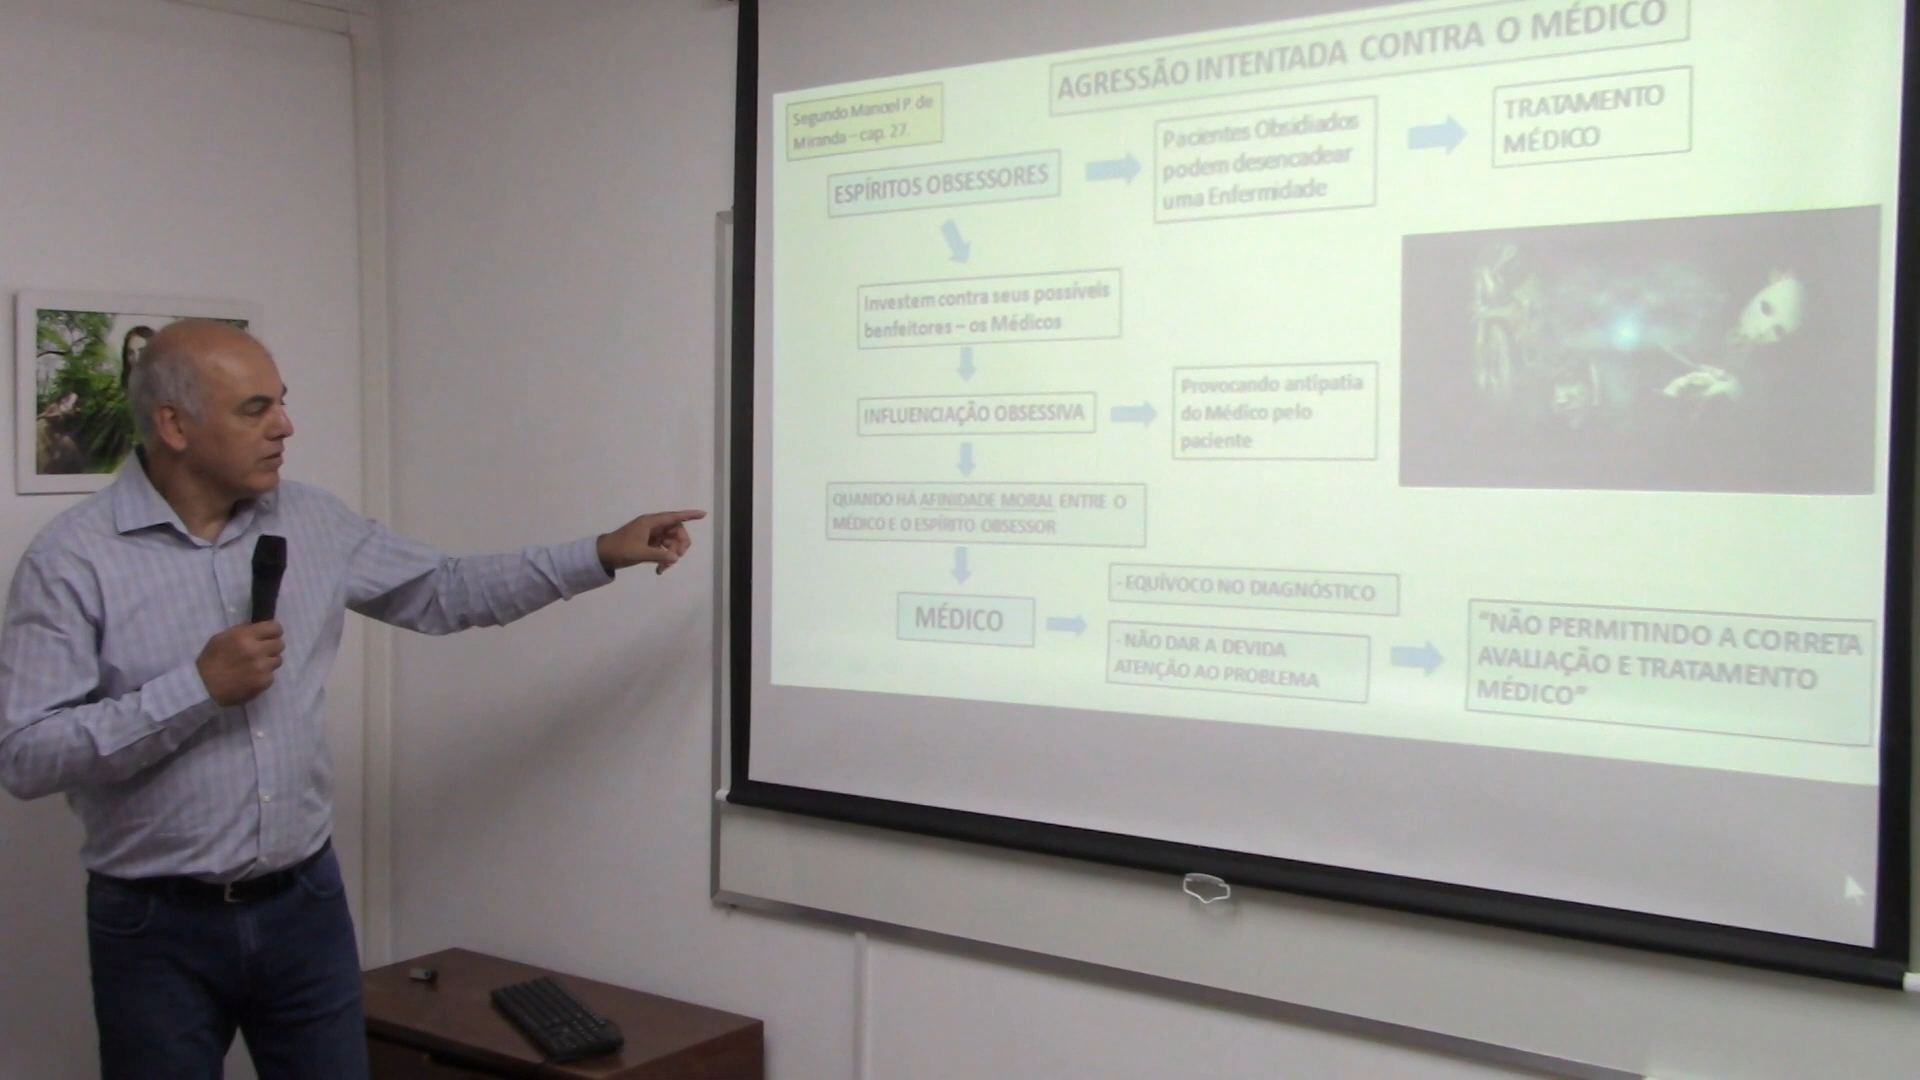 AGRESSÃO INTENTADA CONTRA O MÉDICO
Segundo Manoel P. de
Miranda – cap. 27
ESPÍRITOS OBSESSORES
Pacientes Obsidiados
podem desencadear
uma Enfermidade
TRATAMENTO
MÉDICO
Investem contra seus possíveis
benfeitores – os Médicos
INFLUENCIAÇÃO OBSESSIVA
Provocando antipatia
do Médico pelo
paciente
QUANDO HÁ AFINIDADE MORAL ENTRE O
MÉDICO E O ESPÍRITO OBSESSOR
MÉDICO
- EQUÍVOCO NO DIAGNÓSTICO
- NÃO DAR A DEVIDA
ATENÇÃO AO PROBLEMA
“NÃO PERMITINDO A CORRETA
AVALIAÇÃO E TRATAMENTO
MÉDICO”